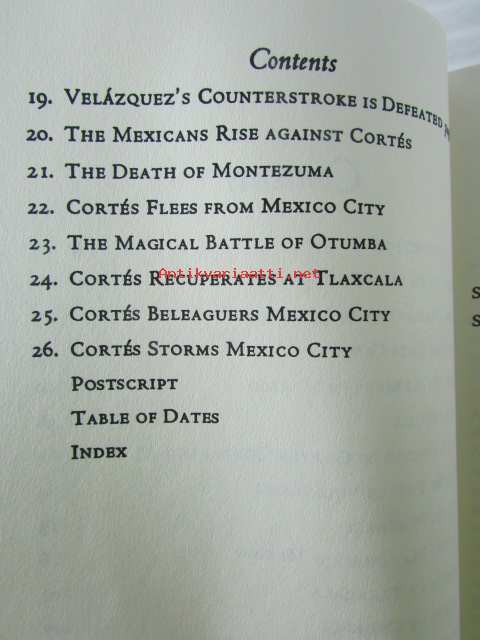 Contents
19. VELÁZQUEZ'S COUNTERSTROKE IS DEFEATED
20. THE MEXICANS RISE AGAINST CORTÉS
21. THE DEATH OF MONTEZUMA
22. CORTÉS FLEES FROM MEXICO CITY
23. THE MAGICAL BATTLE OF OTUMBA
Antikvariaatti.net
24. CORTÉS RECUPERATES AT TLAXCALA
25. CORTÉS BELEAGUERS MEXICO CITY
26. CORTÉS STORMS MEXICO CITY
POSTSCRIPT
TABLE OF DATES
INDEX